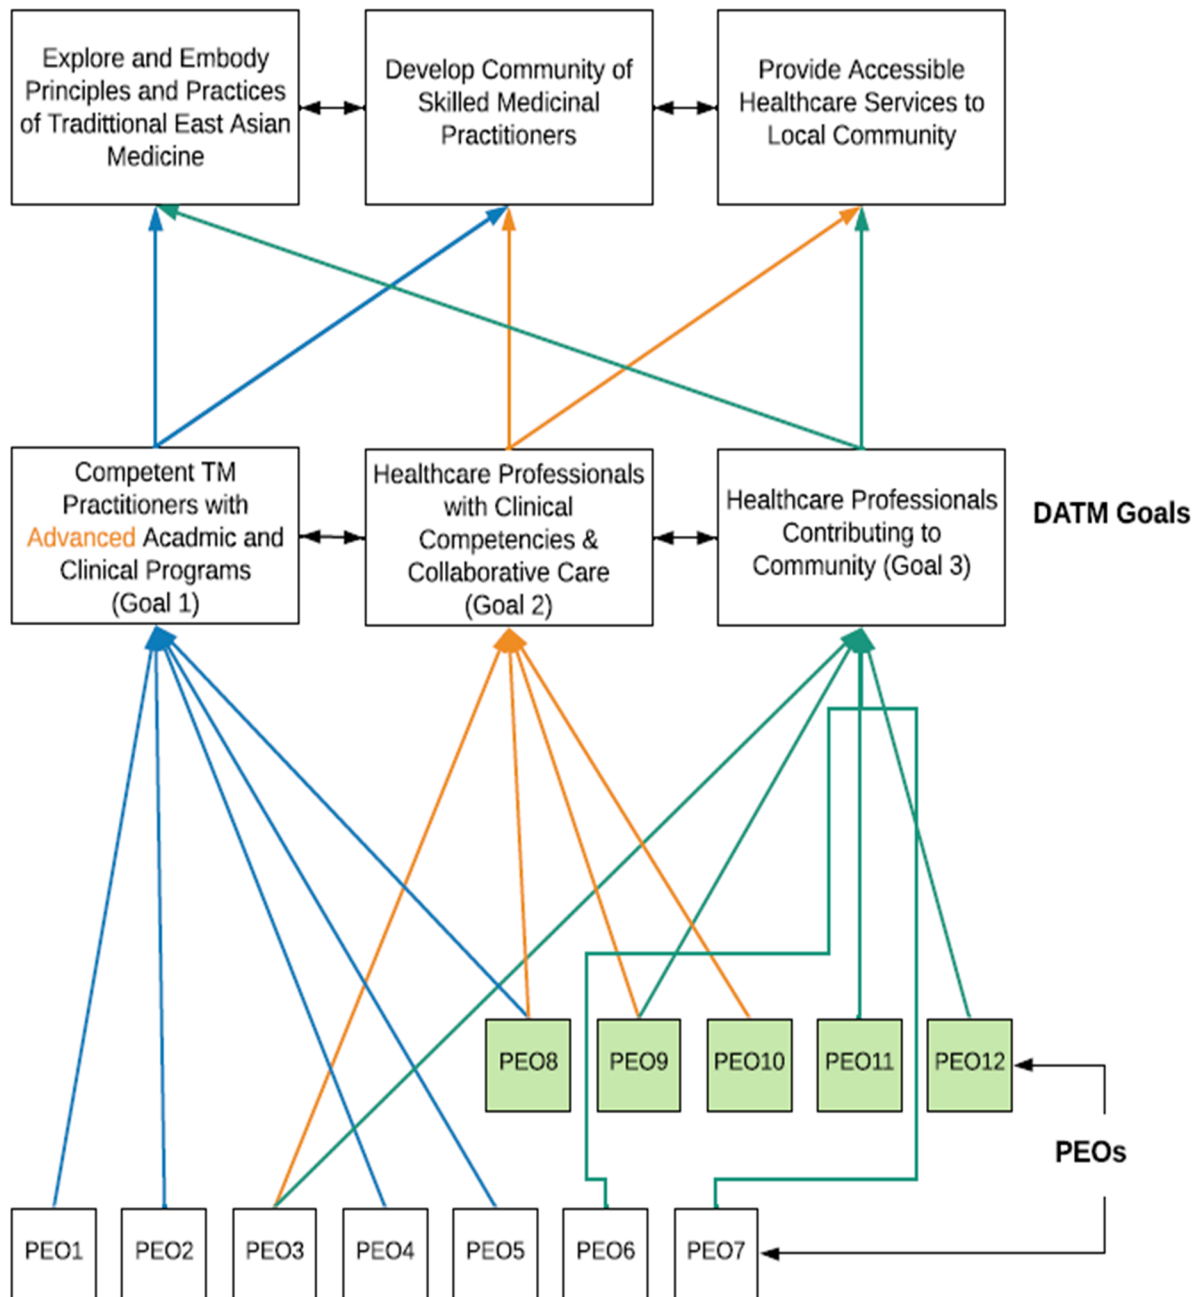 Explore and Embody
Principles and Practices
of Tradittional East Asian
Medicine
Develop Community of
Skilled Medicinal
Practitioners
Provide Accessible
Healthcare Services to
Local Community
Competent TM
Practitioners with
Advanced Acadmic and
Clinical Programs
(Goal 1)
Healthcare Professionals
with Clinical
Competencies &
Collaborative Care
(Goal 2)
Healthcare Professionals
Contributing to
Community (Goal 3)
DATM Goals
PEO8
PEO9
PEO10
PEO11
PEO12
PEOs
PEO1
PEO2
PEO3
PEO4
PEO5
PEO6
PEO7